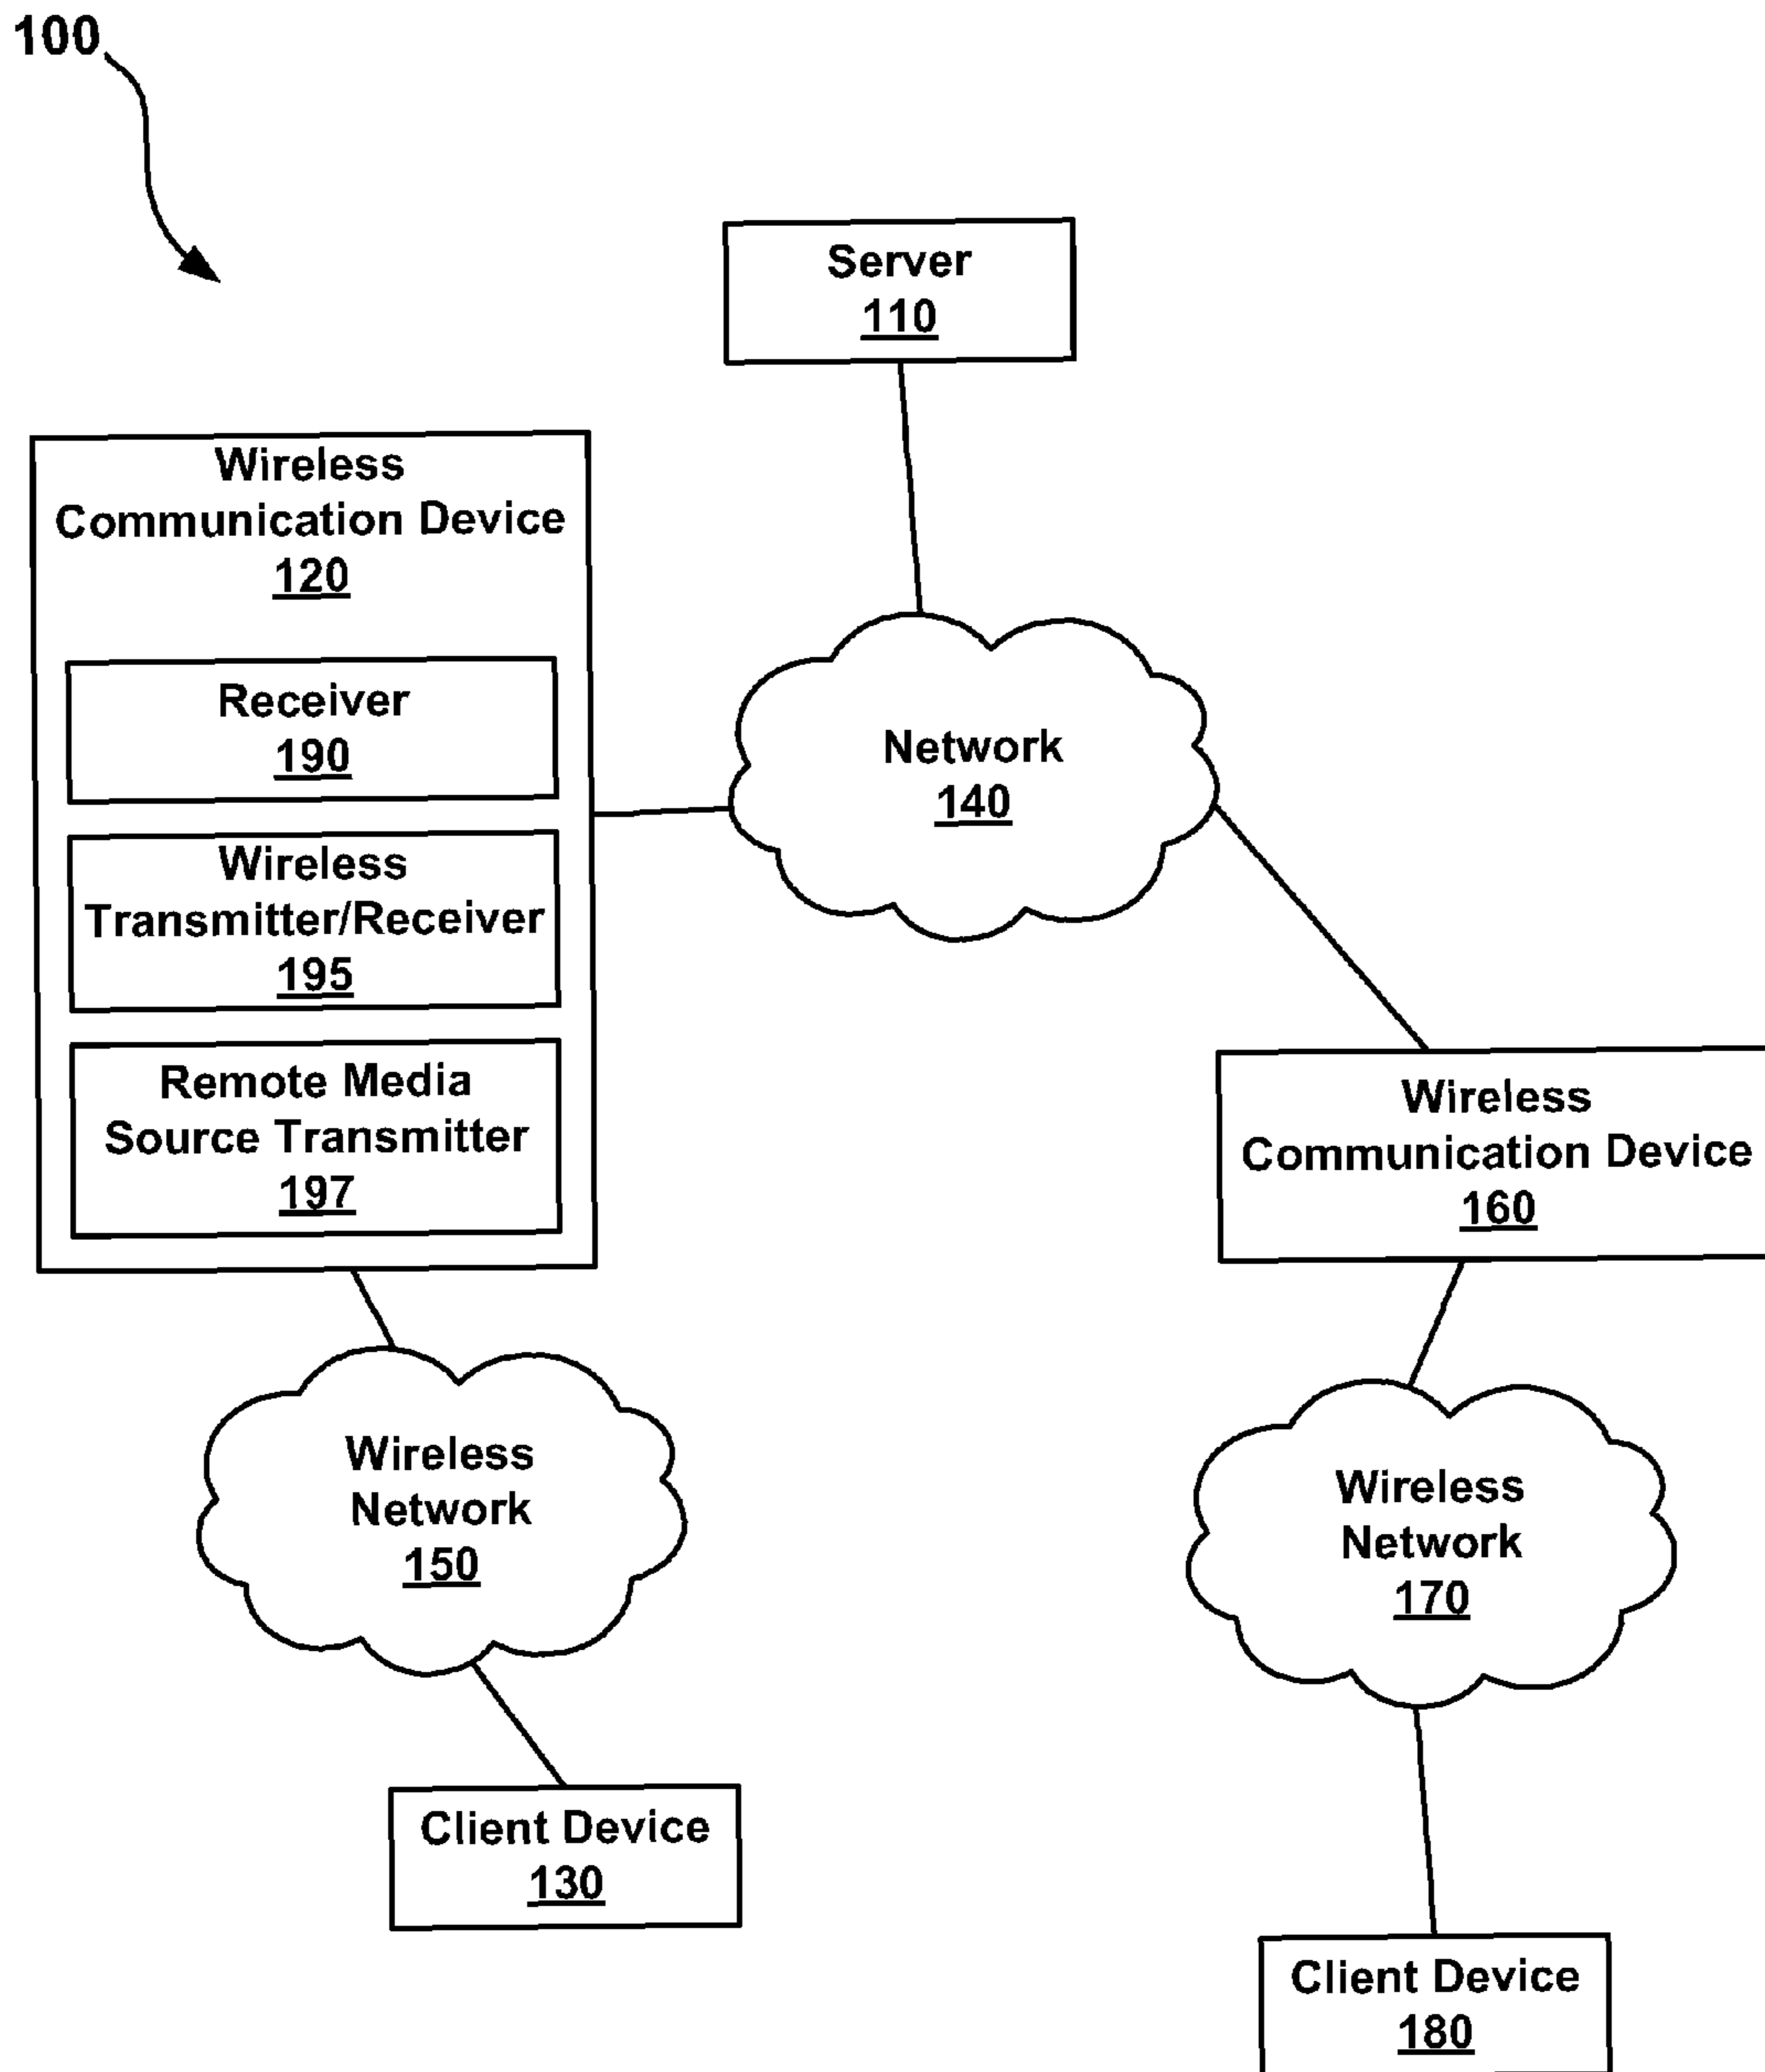 100
Server
110
Wireless
Communication Device
120
Receiver
190
Wireless
Transmitter/Receiver
195
Remote Media
Source Transmitter
197
Network
140
Wireless
Communication Device
160
Wireless
Network
150
Wireless
Network
170
Client Device
130
Client Device
180